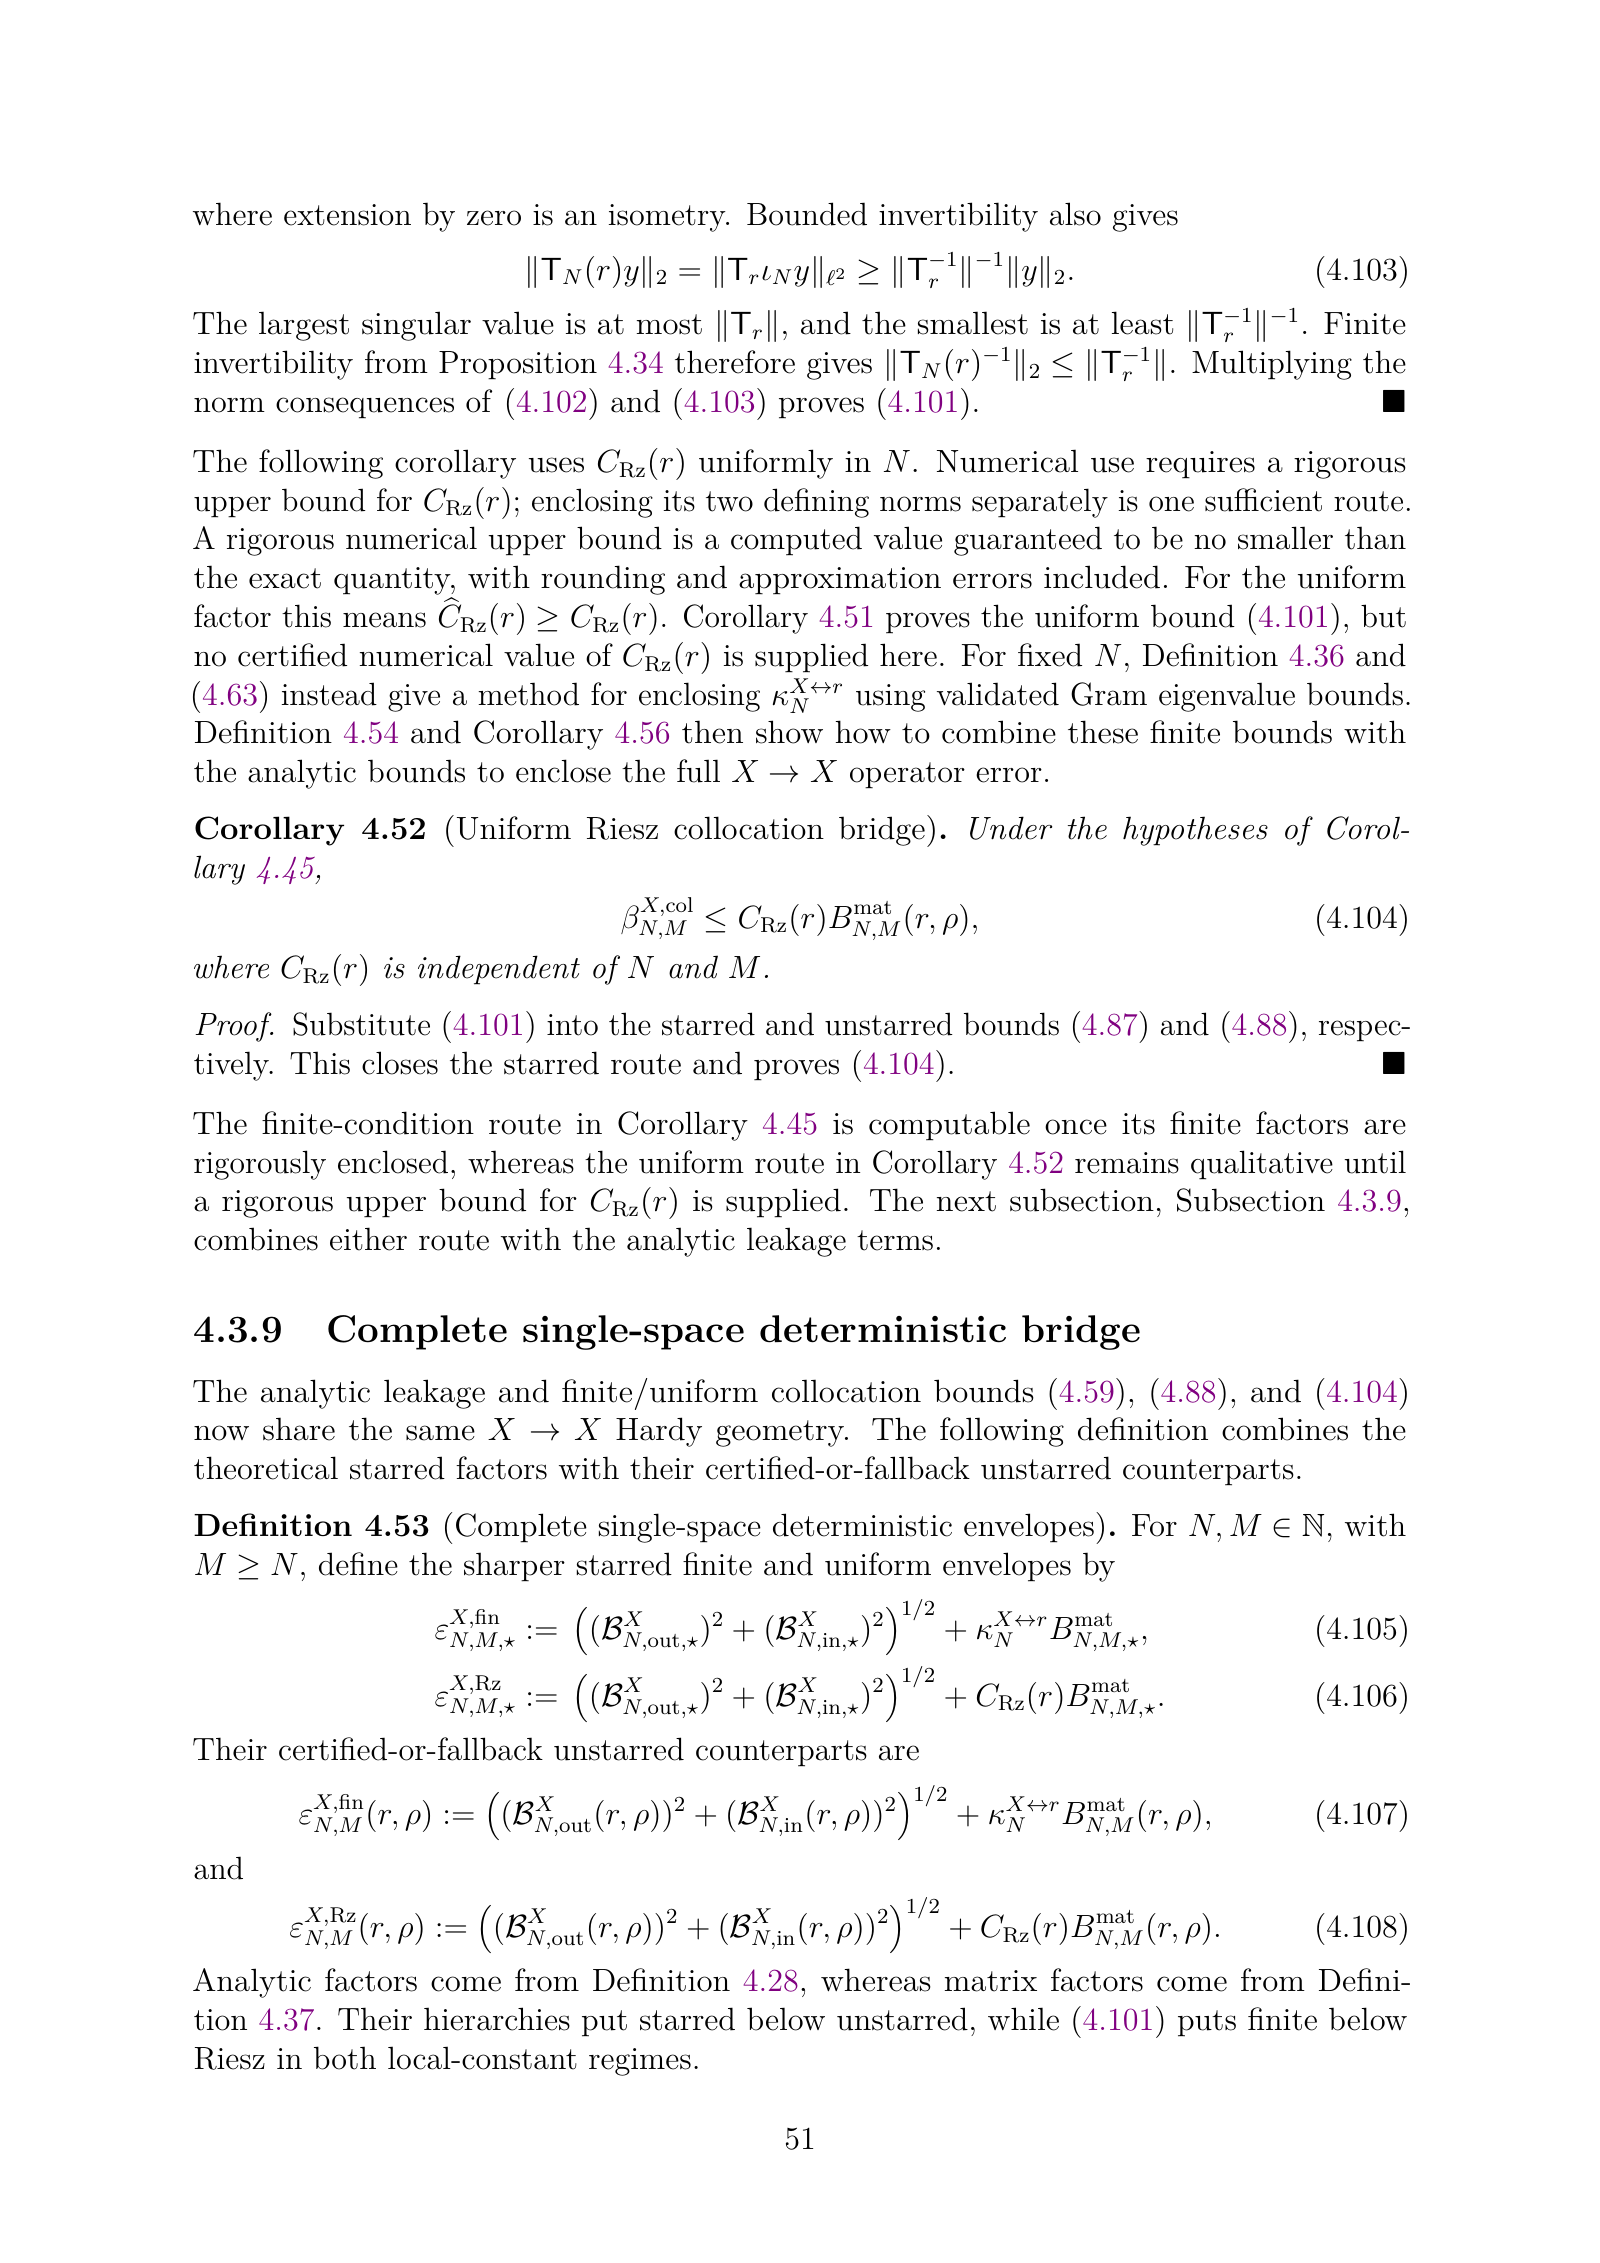 where extension by zero is an isometry. Bounded invertibility also gives
‖T_N(r)y‖₂ = ‖T_r ι_N y‖_{ℓ²} ≥ ‖T_r^{−1}‖^{−1}‖y‖₂. (4.103)
The largest singular value is at most ‖T_r‖, and the smallest is at least ‖T_r^{−1}‖^{−1}. Finite
invertibility from Proposition 4.34 therefore gives ‖T_N(r)^{−1}‖₂ ≤ ‖T_r^{−1}‖. Multiplying the
norm consequences of (4.102) and (4.103) proves (4.101). ■
The following corollary uses C_Rz(r) uniformly in N. Numerical use requires a rigorous
upper bound for C_Rz(r); enclosing its two defining norms separately is one sufficient route.
A rigorous numerical upper bound is a computed value guaranteed to be no smaller than
the exact quantity, with rounding and approximation errors included. For the uniform
factor this means Ĉ_Rz(r) ≥ C_Rz(r). Corollary 4.51 proves the uniform bound (4.101), but
no certified numerical value of C_Rz(r) is supplied here. For fixed N, Definition 4.36 and
(4.63) instead give a method for enclosing κ_N^{X↔r} using validated Gram eigenvalue bounds.
Definition 4.54 and Corollary 4.56 then show how to combine these finite bounds with
the analytic bounds to enclose the full X → X operator error.
Corollary 4.52 (Uniform Riesz collocation bridge). Under the hypotheses of Corol-
lary 4.45,
β_{N,M}^{X,col} ≤ C_Rz(r)B_{N,M}^{mat}(r, ρ), (4.104)
where C_Rz(r) is independent of N and M.
Proof. Substitute (4.101) into the starred and unstarred bounds (4.87) and (4.88), respec-
tively. This closes the starred route and proves (4.104). ■
The finite-condition route in Corollary 4.45 is computable once its finite factors are
rigorously enclosed, whereas the uniform route in Corollary 4.52 remains qualitative until
a rigorous upper bound for C_Rz(r) is supplied. The next subsection, Subsection 4.3.9,
combines either route with the analytic leakage terms.
4.3.9 Complete single-space deterministic bridge
The analytic leakage and finite/uniform collocation bounds (4.59), (4.88), and (4.104)
now share the same X → X Hardy geometry. The following definition combines the
theoretical starred factors with their certified-or-fallback unstarred counterparts.
Definition 4.53 (Complete single-space deterministic envelopes). For N, M ∈ ℕ, with
M ≥ N, define the sharper starred finite and uniform envelopes by
ε_{N,M,⋆}^{X,fin} := ((ℬ_{N,out,⋆}^X)² + (ℬ_{N,in,⋆}^X)²)^{1/2} + κ_N^{X↔r} B_{N,M,⋆}^{mat}, (4.105)
ε_{N,M,⋆}^{X,Rz} := ((ℬ_{N,out,⋆}^X)² + (ℬ_{N,in,⋆}^X)²)^{1/2} + C_Rz(r)B_{N,M,⋆}^{mat}. (4.106)
Their certified-or-fallback unstarred counterparts are
ε_{N,M}^{X,fin}(r, ρ) := ((ℬ_{N,out}^X(r, ρ))² + (ℬ_{N,in}^X(r, ρ))²)^{1/2} + κ_N^{X↔r} B_{N,M}^{mat}(r, ρ), (4.107)
and
ε_{N,M}^{X,Rz}(r, ρ) := ((ℬ_{N,out}^X(r, ρ))² + (ℬ_{N,in}^X(r, ρ))²)^{1/2} + C_Rz(r)B_{N,M}^{mat}(r, ρ). (4.108)
Analytic factors come from Definition 4.28, whereas matrix factors come from Defini-
tion 4.37. Their hierarchies put starred below unstarred, while (4.101) puts finite below
Riesz in both local-constant regimes.
51